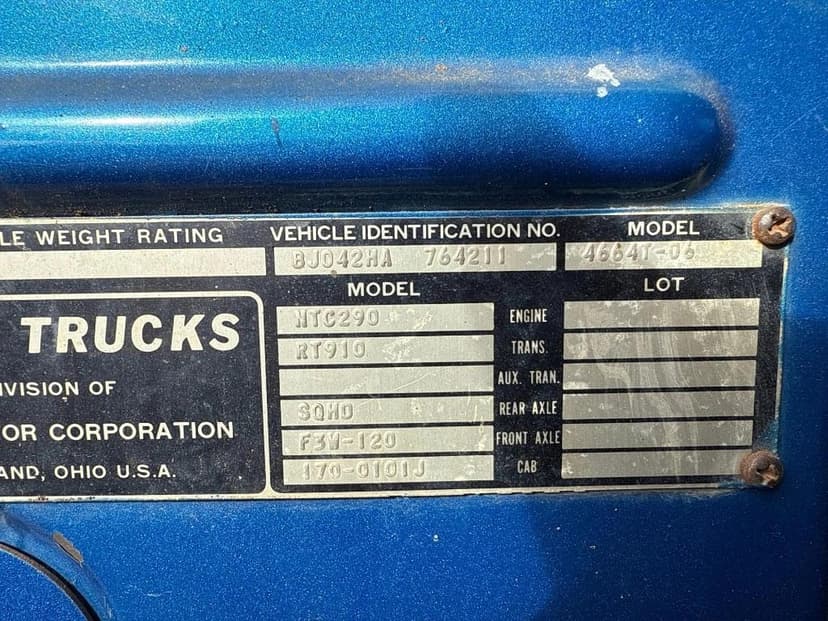 LE WEIGHT RATING
VEHICLE IDENTIFICATION NO.
MODEL
BJ042HA 764211
4664T-06
MODEL
LOT
TRUCKS
IVISION OF
OR CORPORATION
AND, OHIO U.S.A.
NTC290 ENGINE
RT910 TRANS.
AUX. TRAN.
SQHD REAR AXLE
F3W-120 FRONT AXLE
170-0101J CAB